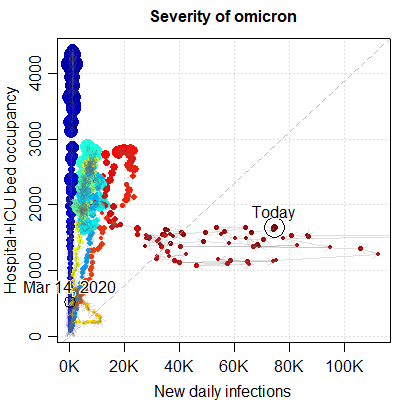 Severity of omicron
Hospital+ICU bed occupancy
4000
3000
2000
1000
0
Today
Mar 14, 2020
0K
20K
40K
60K
80K
100K
New daily infections